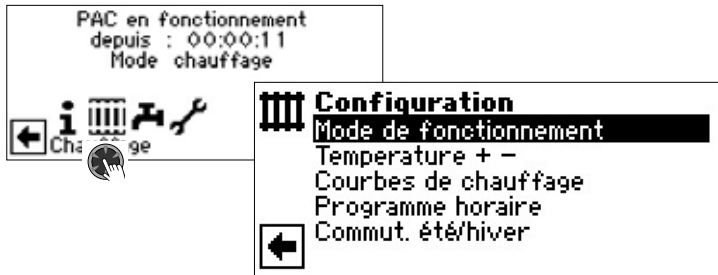 PAC en fonctionnement
depuis : 00:00:11
Mode chauffage
Configuration
Mode de fonctionnement
Temperature + −
Courbes de chauffage
Programme horaire
Commut. été/hiver